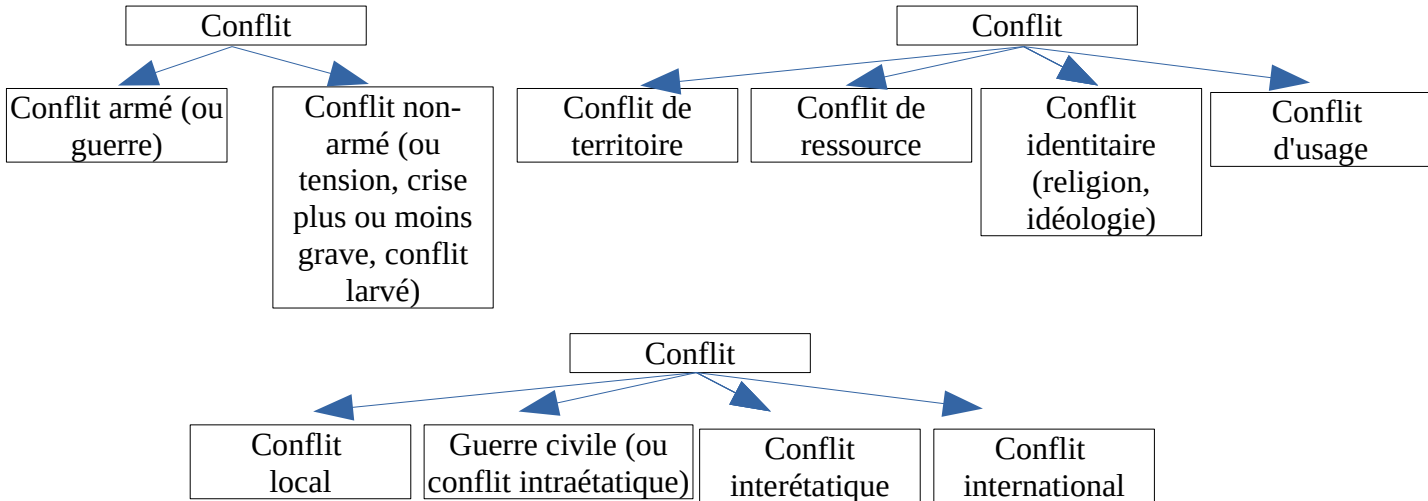 Conflit
Conflit armé (ou
guerre)
Conflit non-
armé (ou
tension, crise
plus ou moins
grave, conflit
larvé)
Conflit
Conflit de
territoire
Conflit de
ressource
Conflit
identitaire
(religion,
idéologie)
Conflit
d'usage
Conflit
Conflit
local
Guerre civile (ou
conflit intraétatique)
Conflit
interétatique
Conflit
international